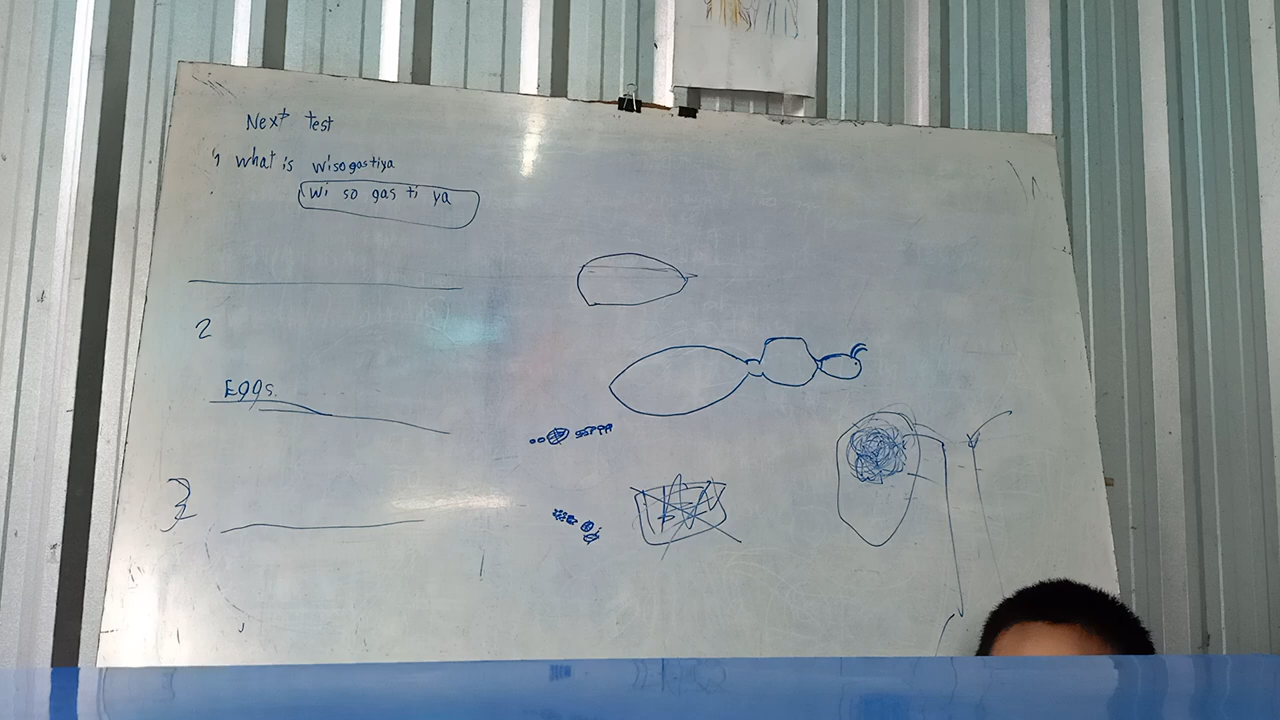 Next test
1 what is wisogastiya
wi so gas ti ya
2
Eggs
3